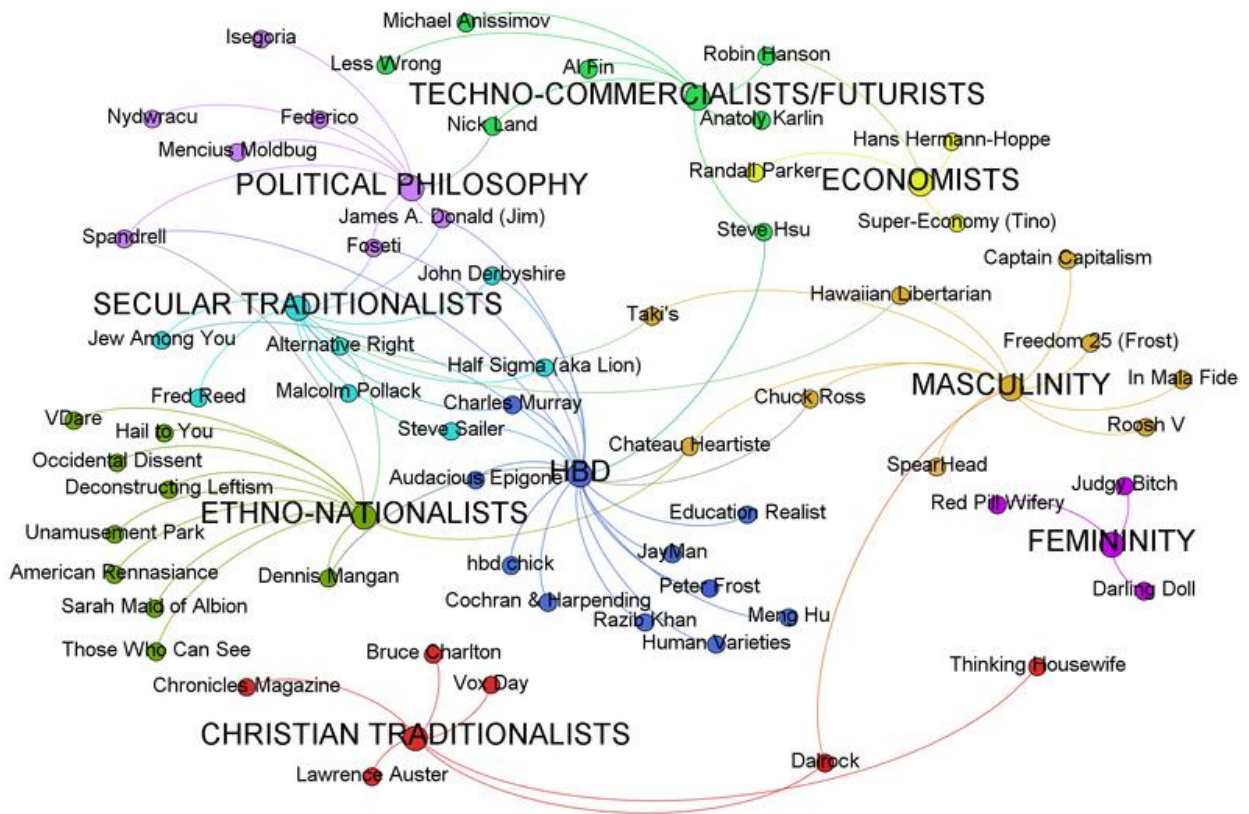 Michael Anissimov
Isegoria
Less Wrong
Al Fin
Robin Hanson
TECHNO-COMMERCIALISTS/FUTURISTS
Nydwracu
Federico
Nick Land
Anatoly Karlin
Hans Hermann-Hoppe
Mencius Moldbug
Randall Parker
POLITICAL PHILOSOPHY
ECONOMISTS
James A. Donald (Jim)
Super-Economy (Tino)
Spandrell
Foseti
Steve Hsu
Captain Capitalism
John Derbyshire
SECULAR TRADITIONALISTS
Hawaiian Libertarian
Taki's
Jew Among You
Alternative Right
Freedom 25 (Frost)
Half Sigma (aka Lion)
MASCULINITY
In Mala Fide
Fred Reed
Malcolm Pollack
Charles Murray
Chuck Ross
VDare
Hail to You
Steve Sailer
Roosh V
Chateau Heartiste
Occidental Dissent
Audacious Epigone
HBD
SpearHead
Deconstructing Leftism
Judgy Bitch
Red Pill Wifery
ETHNO-NATIONALISTS
Education Realist
Unamusement Park
FEMININITY
JayMan
American Rennasiance
Dennis Mangan
hbd chick
Peter Frost
Darling Doll
Sarah Maid of Albion
Cochran & Harpending
Razib Khan
Meng Hu
Those Who Can See
Human Varieties
Bruce Charlton
Thinking Housewife
Chronicles Magazine
Vox Day
CHRISTIAN TRADITIONALISTS
Dalrock
Lawrence Auster